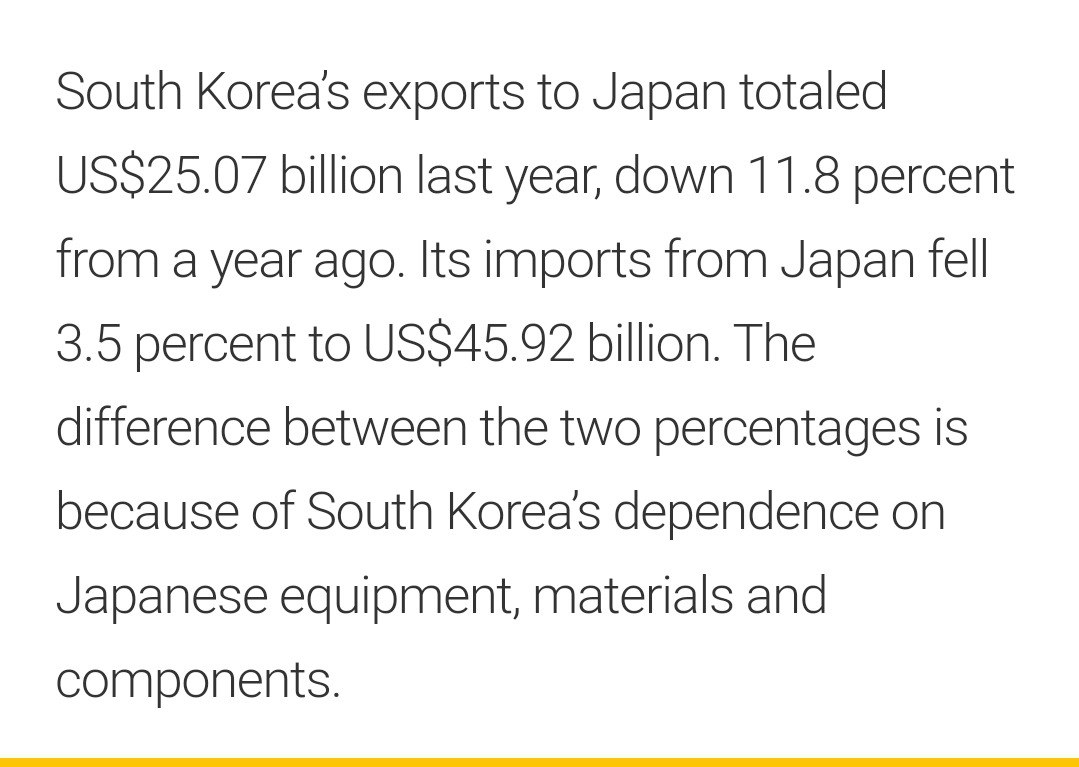 South Korea’s exports to Japan totaled
US$25.07 billion last year, down 11.8 percent
from a year ago. Its imports from Japan fell
3.5 percent to US$45.92 billion. The
difference between the two percentages is
because of South Korea’s dependence on
Japanese equipment, materials and
components.